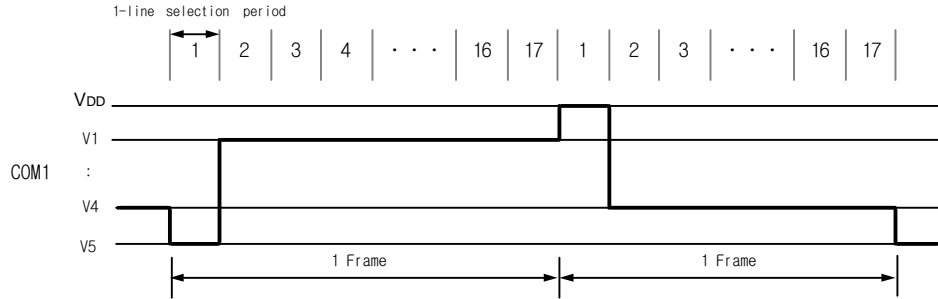 1-line selection period
1 2 3 4 · · · 16 17 1 2 3 · · · 16 17
VDD
V1
COM1 :
V4
V5
1 Frame 1 Frame